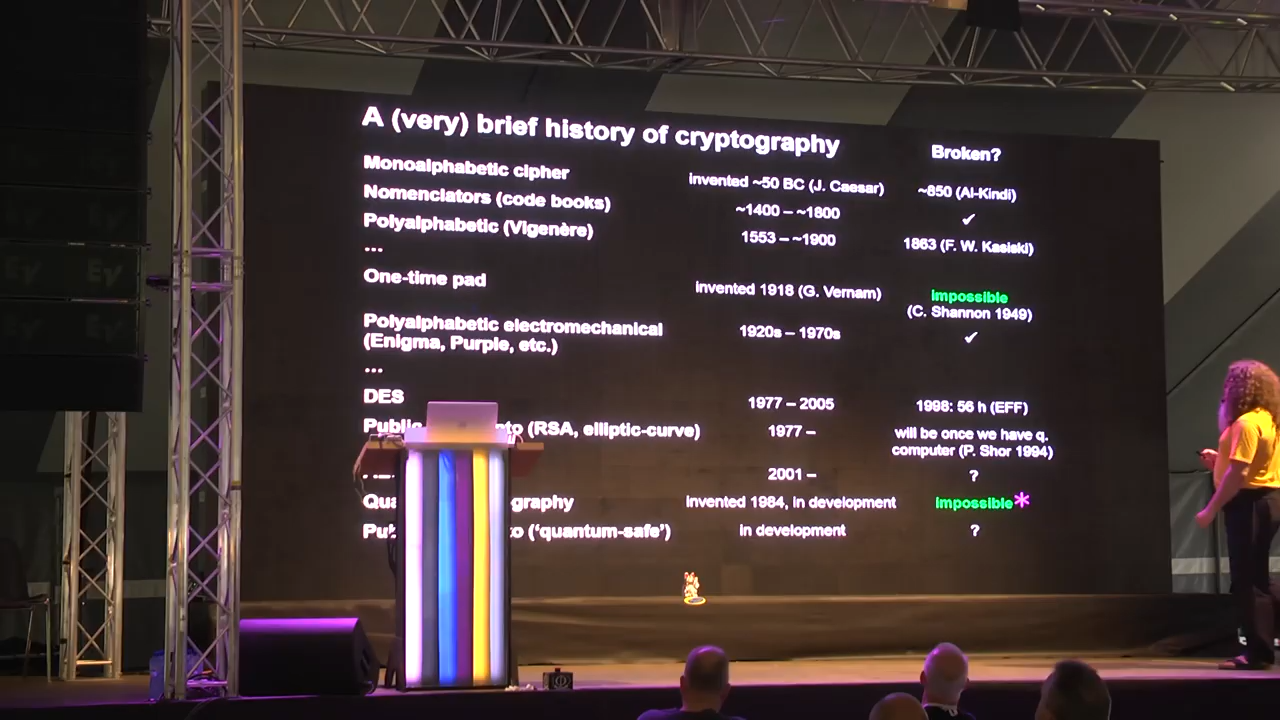 A (very) brief history of cryptography
Broken?
Monoalphabetic cipher invented ~50 BC (J. Caesar) ~850 (Al-Kindi)
Nomenclators (code books) ~1400 – ~1800 ✓
Polyalphabetic (Vigenère) 1553 – ~1900 1863 (F. W. Kasiski)
...
One-time pad invented 1918 (G. Vernam) impossible
(C. Shannon 1949)
Polyalphabetic electromechanical 1920s – 1970s ✓
(Enigma, Purple, etc.)
...
DES 1977 – 2005 1998: 56 h (EFF)
(RSA, elliptic-curve) 1977 – will be once we have q.
computer (P. Shor 1994)
2001 – ?
invented 1984, in development impossible*
('quantum-safe') in development ?